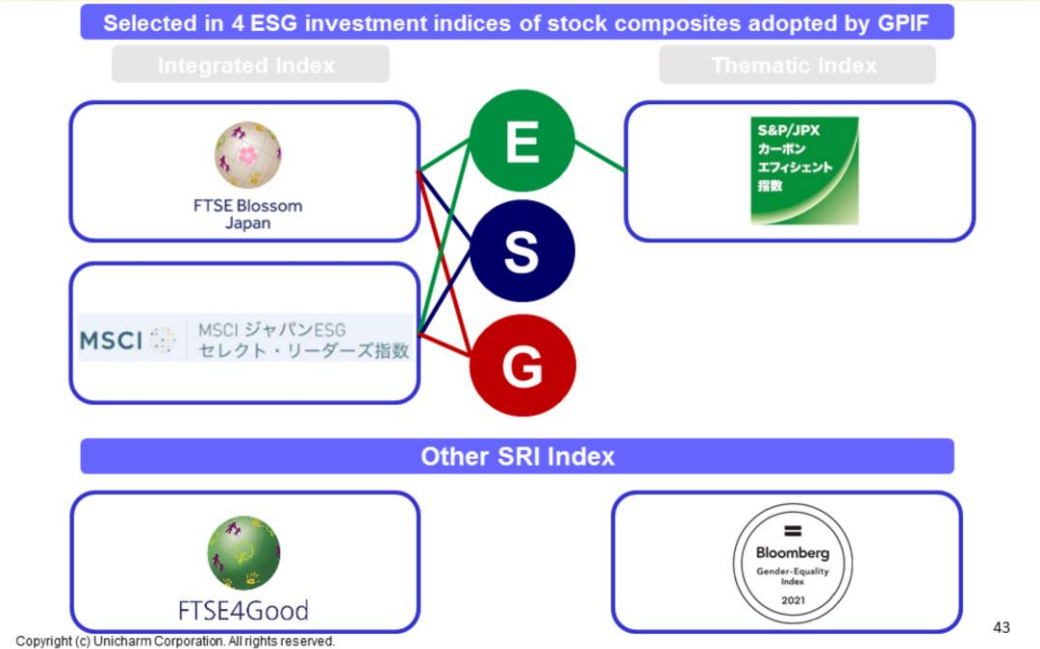 Selected in 4 ESG investment indices of stock composites adopted by GPIF
Integrated Index
Thematic Index
FTSE Blossom
Japan
MSCI
MSCI ジャパンESG
セレクト・リーダーズ指数
E
S
G
S&P/JPX
カーボン
エフィシェント
指数
Other SRI Index
FTSE4Good
Bloomberg
Gender-Equality
Index
2021
Copyright (c) Unicharm Corporation. All rights reserved.
43